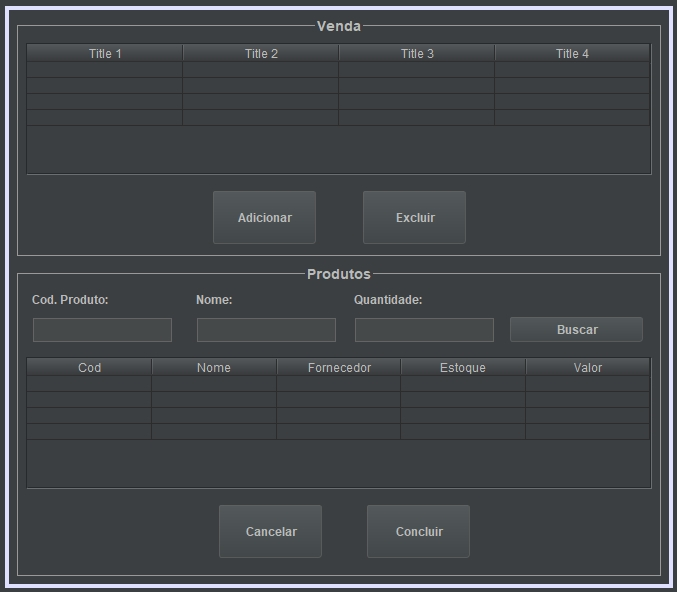 Venda
Title 1 Title 2 Title 3 Title 4
Adicionar Excluir
Produtos
Cod. Produto: Nome: Quantidade:
Buscar
Cod Nome Fornecedor Estoque Valor
Cancelar Concluir